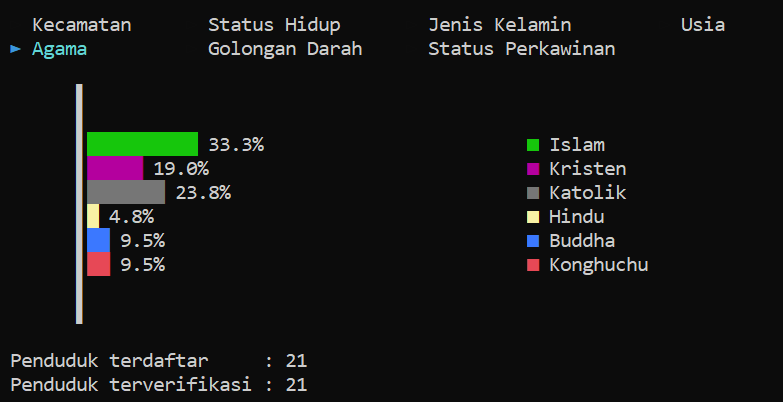 Kecamatan Status Hidup Jenis Kelamin Usia
► Agama Golongan Darah Status Perkawinan
33.3% Islam
19.0% Kristen
23.8% Katolik
4.8% Hindu
9.5% Buddha
9.5% Konghuchu
Penduduk terdaftar : 21
Penduduk terverifikasi : 21